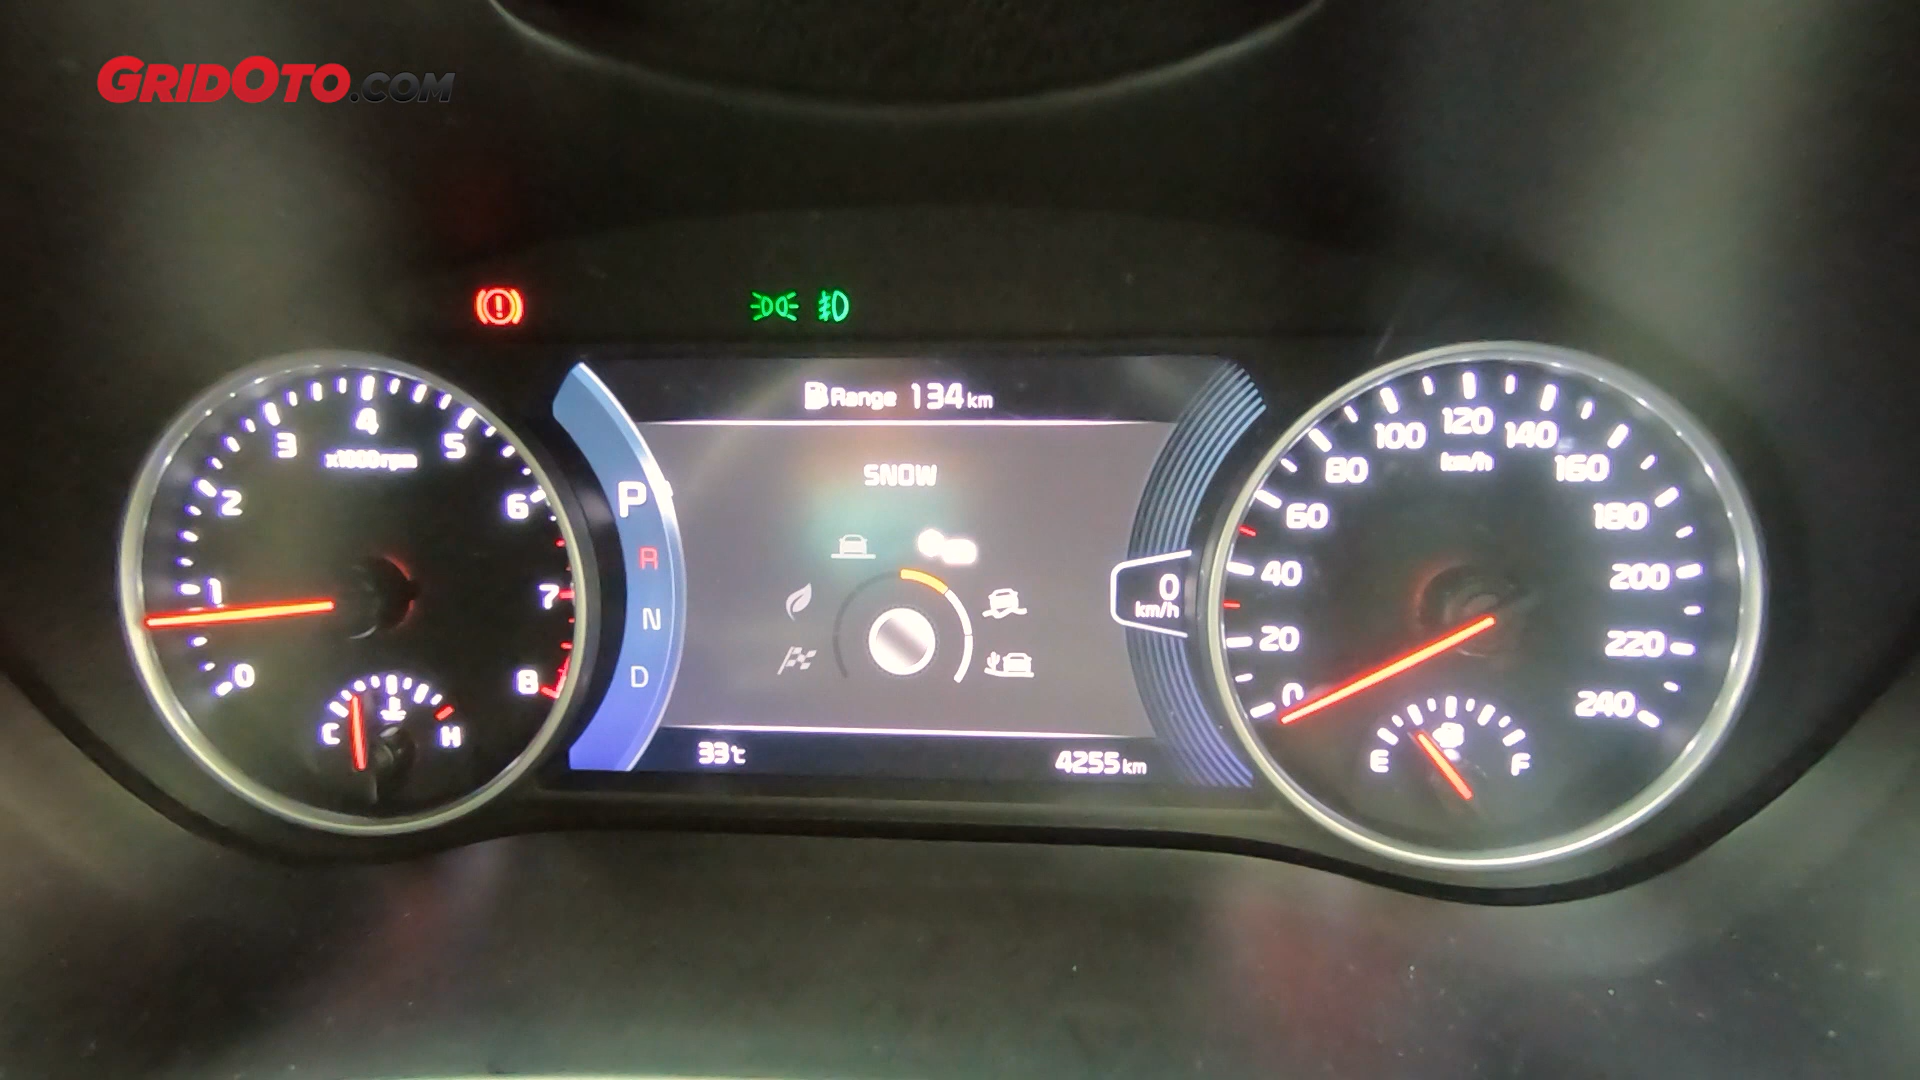 GRIDOTO.COM
Range 134 km
SNOW
P
R
N
D
0 km/h
33℃
4255 km
0 1 2 3 4 5 6 7 8
x1000rpm
C H
0 20 40 60 80 100 120 140 160 180 200 220 240
km/h
E F